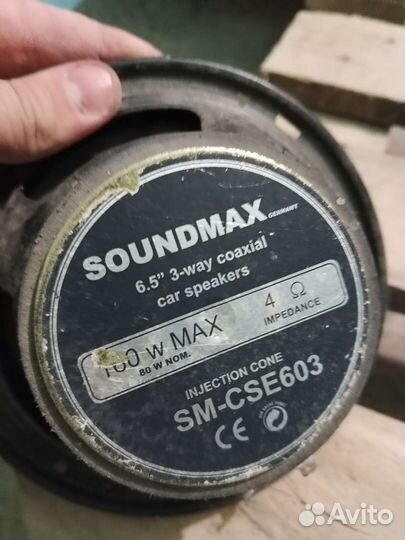 SOUNDMAX
GERMANY
6.5" 3-way coaxial
car speakers
160 W MAX
80 W NOM.
4 Ω
IMPEDANCE
INJECTION CONE
SM-CSE603
CE
Avito